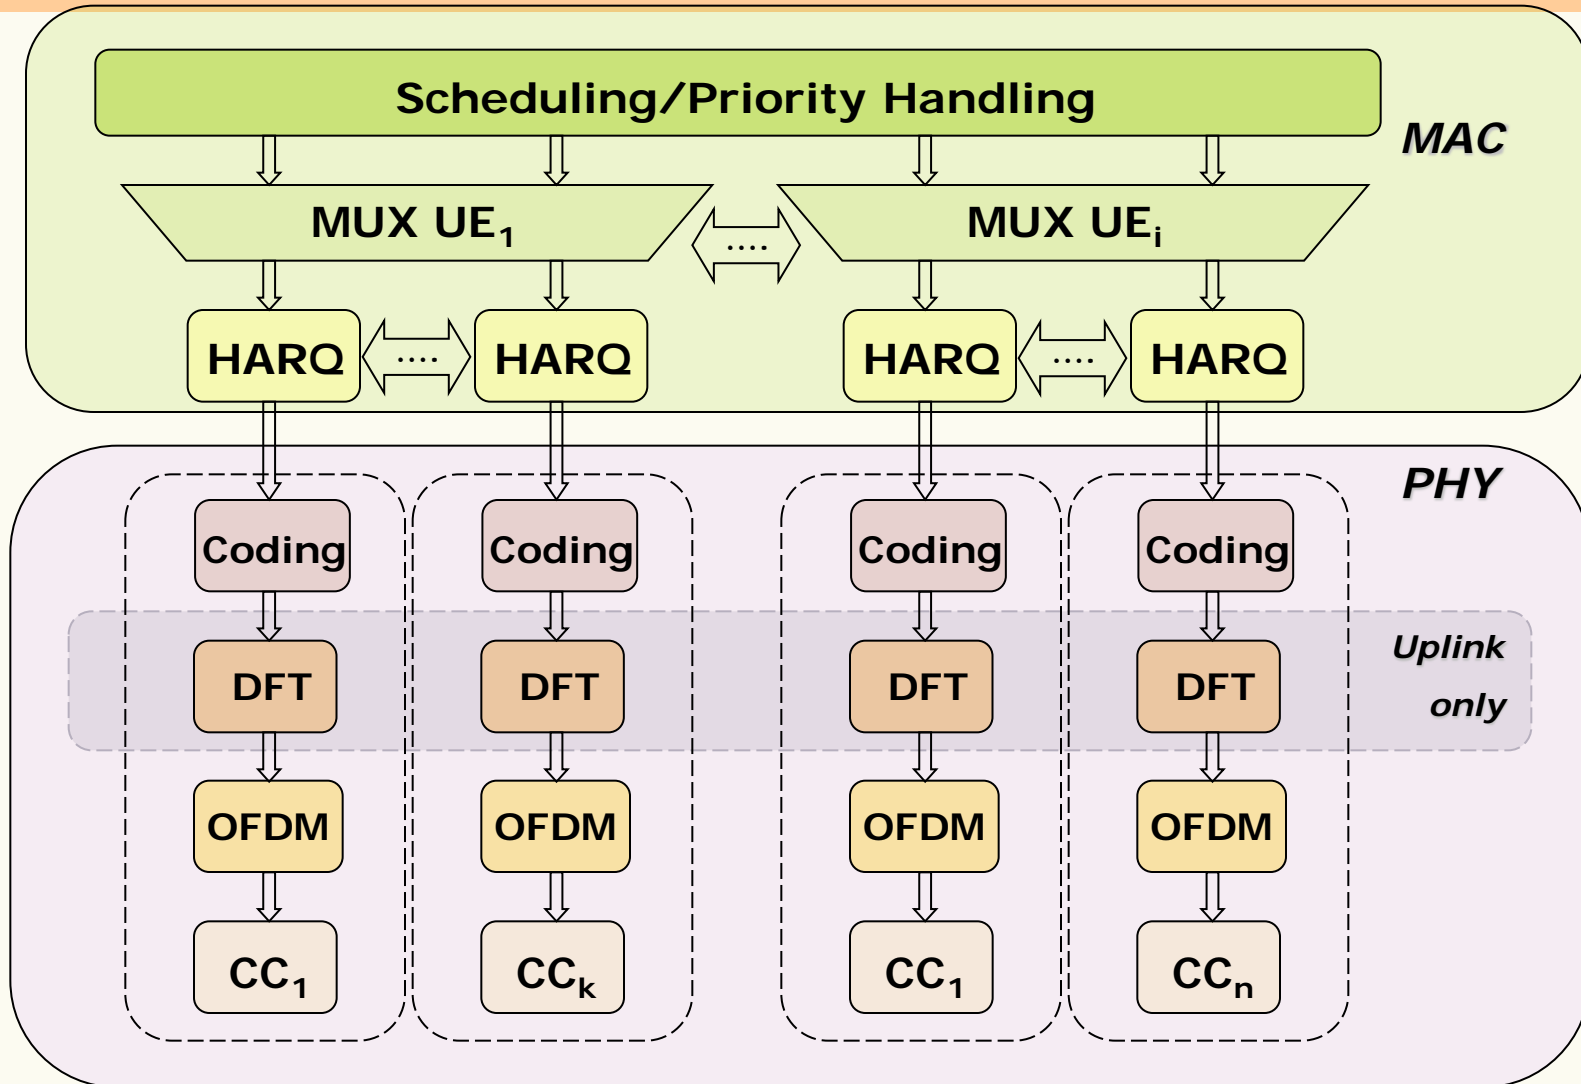 Scheduling/Priority Handling
MAC
MUX UE1
....
MUX UEi
HARQ
....
HARQ
HARQ
....
HARQ
PHY
Coding
Coding
Coding
Coding
Uplink
only
DFT
DFT
DFT
DFT
OFDM
OFDM
OFDM
OFDM
CC1
CCk
CC1
CCn